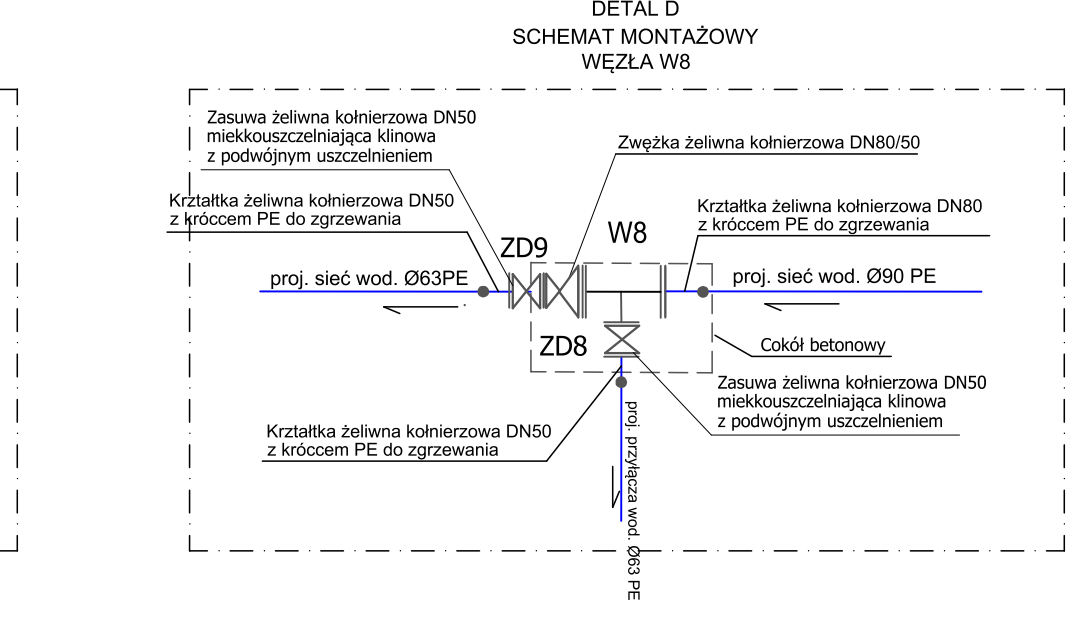 DETAL D
SCHEMAT MONTAŻOWY
WĘZŁA W8
Zasuwa żeliwna kołnierzowa DN50
miekkouszczelniająca klinowa
z podwójnym uszczelnieniem
Zwężka żeliwna kołnierzowa DN80/50
Krztałtka żeliwna kołnierzowa DN50
z króccem PE do zgrzewania
Krztałtka żeliwna kołnierzowa DN80
z króccem PE do zgrzewania
ZD9
W8
proj. sieć wod. Ø63PE
proj. sieć wod. Ø90 PE
ZD8
Cokół betonowy
Zasuwa żeliwna kołnierzowa DN50
miekkouszczelniająca klinowa
z podwójnym uszczelnieniem
Krztałtka żeliwna kołnierzowa DN50
z króccem PE do zgrzewania
proj. przyłącza wod. Ø63 PE